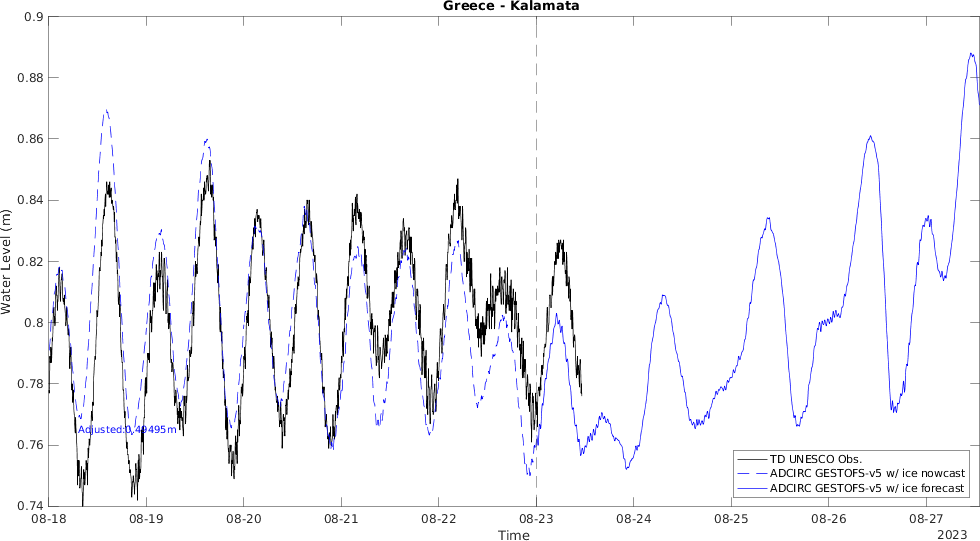 Greece - Kalamata
Water Level (m)
0.9
0.88
0.86
0.84
0.82
0.8
0.78
0.76
0.74
Adjusted:0.49495m
TD UNESCO Obs.
ADCIRC GESTOFS-v5 w/ ice nowcast
ADCIRC GESTOFS-v5 w/ ice forecast
08-18 08-19 08-20 08-21 08-22 08-23 08-24 08-25 08-26 08-27
Time
2023